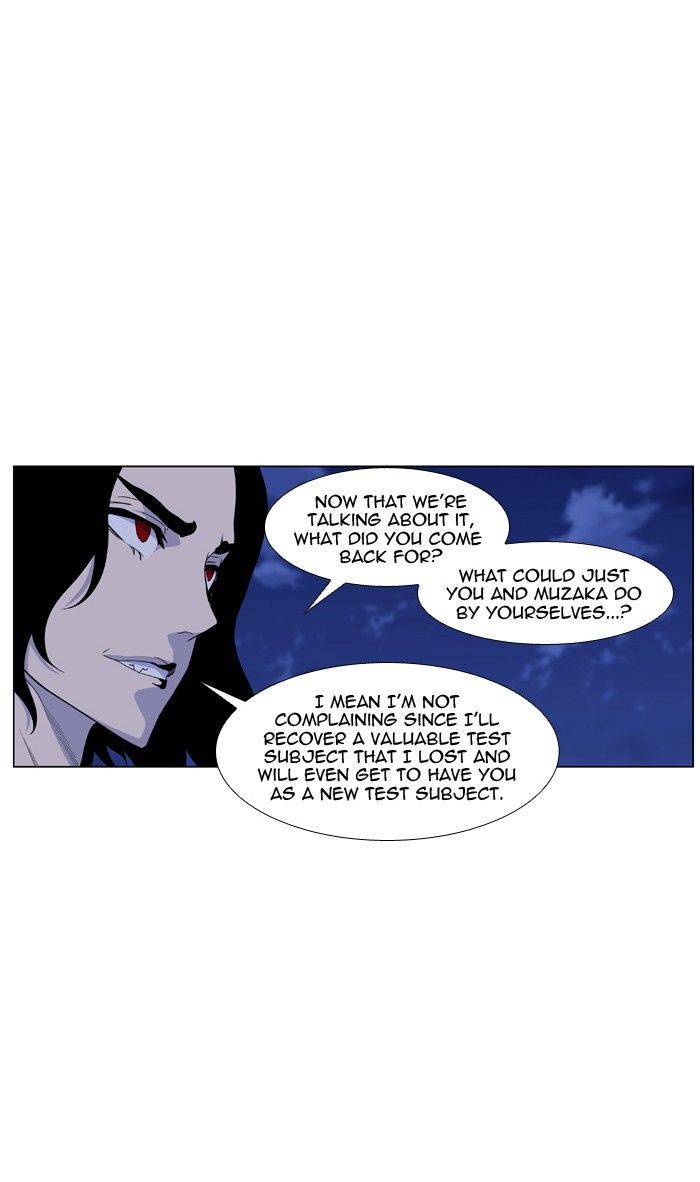 NOW THAT WE'RE
TALKING ABOUT IT,
WHAT DID YOU COME
BACK FOR?
WHAT COULD JUST
YOU AND MUZAKA DO
BY YOURSELVES...?
I MEAN I'M NOT
COMPLAINING SINCE I'LL
RECOVER A VALUABLE TEST
SUBJECT THAT I LOST AND
WILL EVEN GET TO HAVE YOU
AS A NEW TEST SUBJECT.